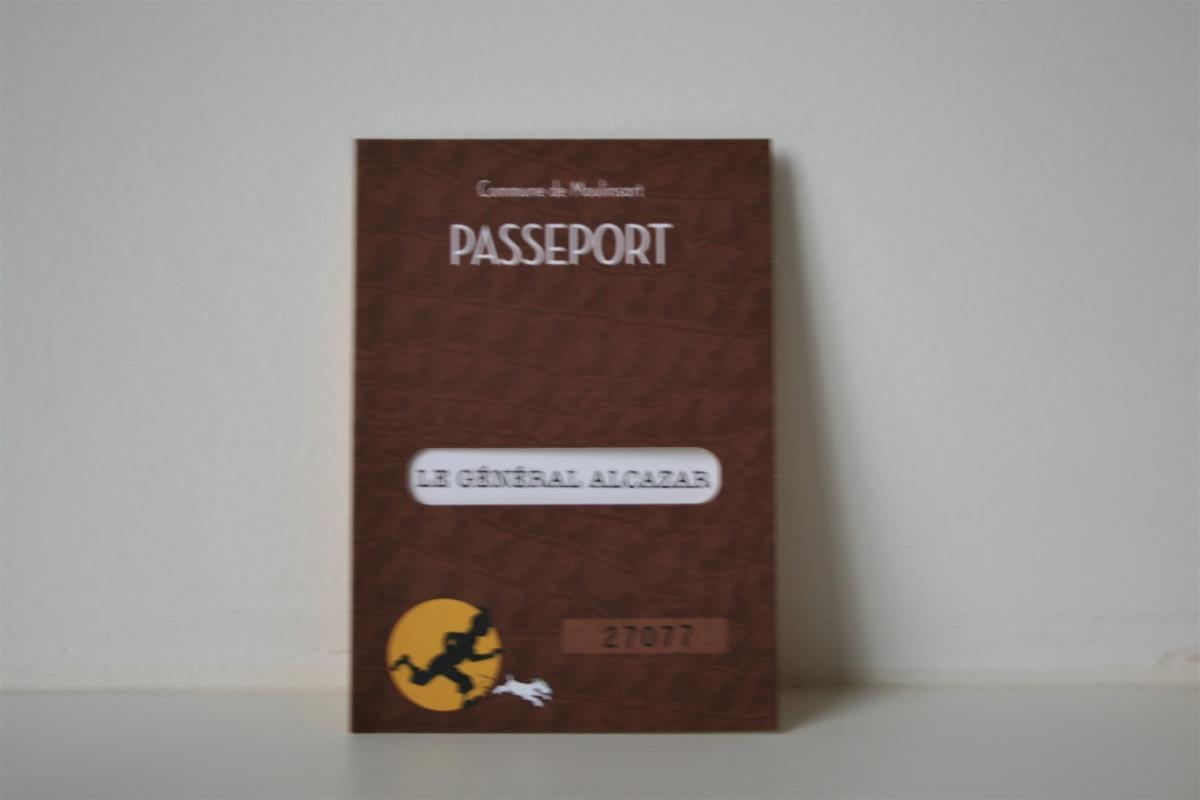 Commune de Moulinsart
PASSEPORT
LE GÉNÉRAL ALCAZAR
27077